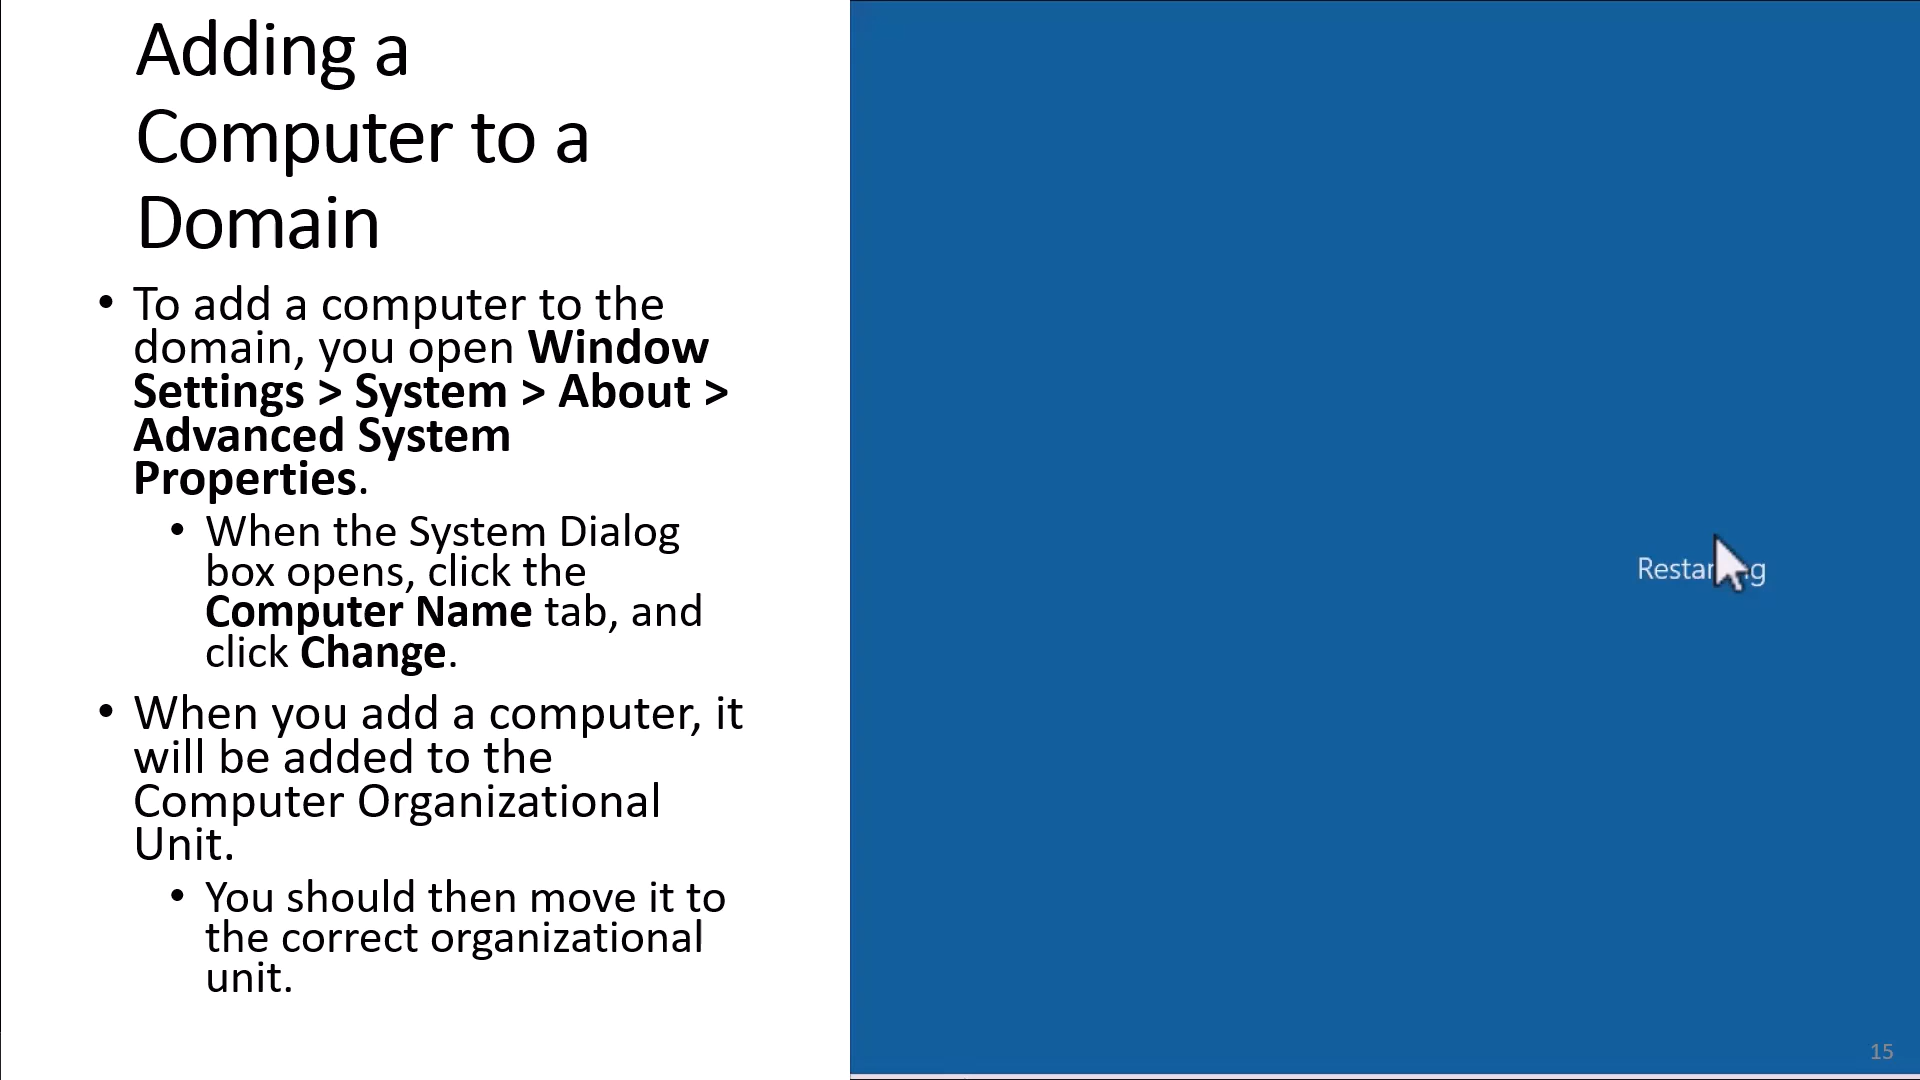 Adding a
Computer to a
Domain
• To add a computer to the
domain, you open Window
Settings > System > About >
Advanced System
Properties.
• When the System Dialog
box opens, click the
Computer Name tab, and
click Change.
• When you add a computer, it
will be added to the
Computer Organizational
Unit.
• You should then move it to
the correct organizational
unit.
15